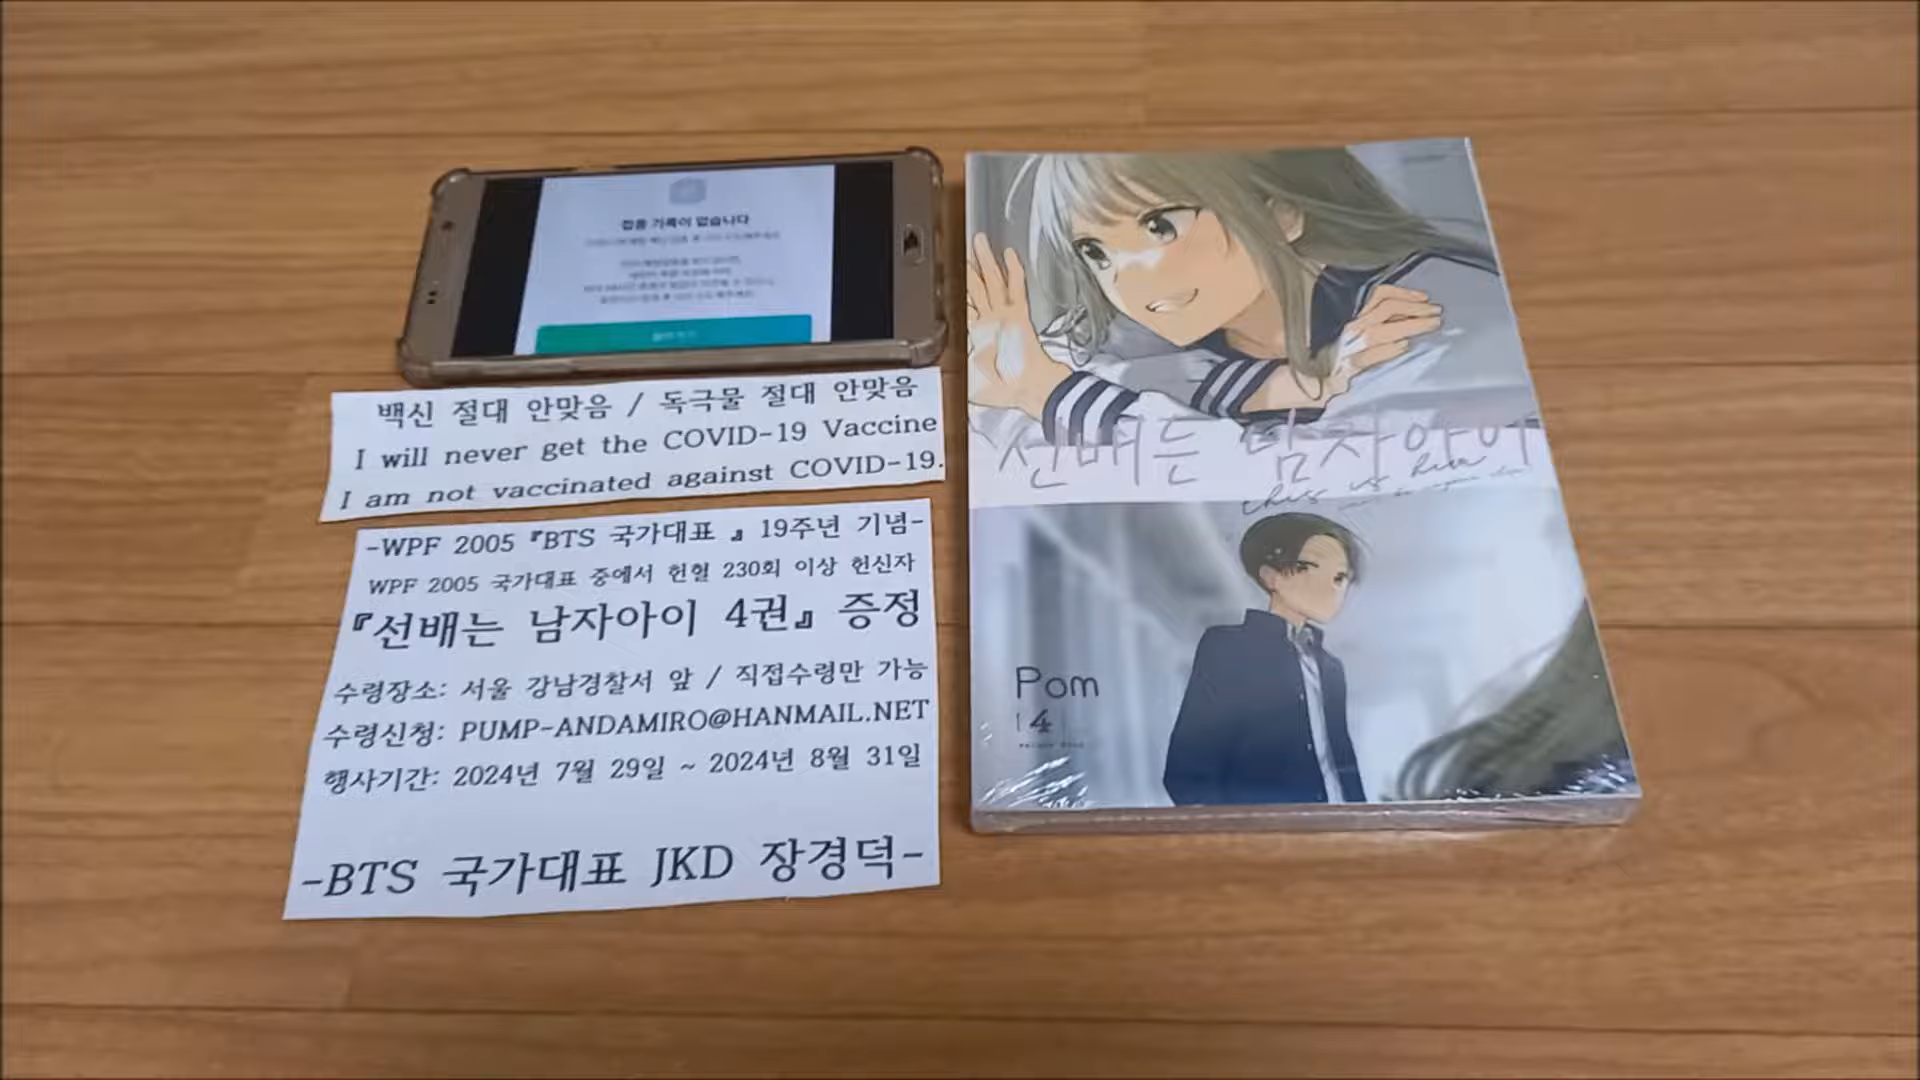 접종 기록이 없습니다
백신 절대 안맞음 / 독극물 절대 안맞음
I will never get the COVID-19 Vaccine
I am not vaccinated against COVID-19.
-WPF 2005 『BTS 국가대표 』 19주년 기념-
WPF 2005 국가대표 중에서 헌혈 230회 이상 헌신자
『선배는 남자아이 4권』 증정
수령장소: 서울 강남경찰서 앞 / 직접수령만 가능
수령신청: PUMP-ANDAMIRO@HANMAIL.NET
행사기간: 2024년 7월 29일 ~ 2024년 8월 31일
-BTS 국가대표 JKD 장경덕-
선배는 남자아이
Pom
4